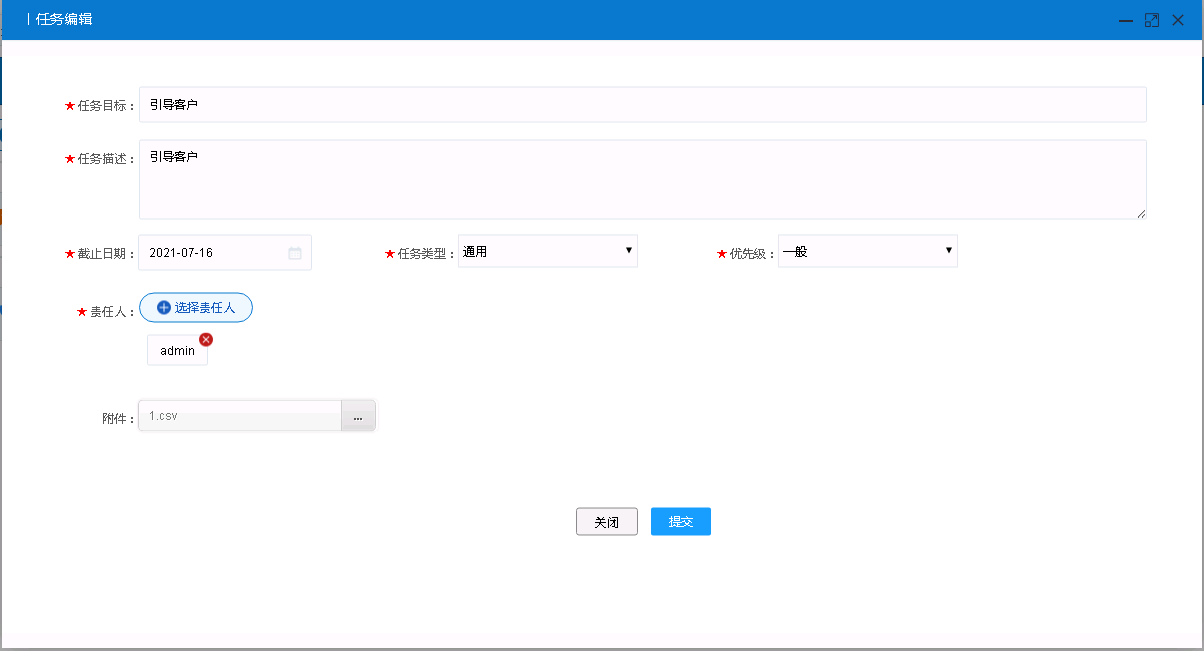 任务编辑
★任务目标： 引导客户
★任务描述： 引导客户
★截止日期： 2021-07-16 ★任务类型： 通用 ★优先级： 一般
★责任人： 选择责任人
admin
附件： 1.csv ...
关闭 提交